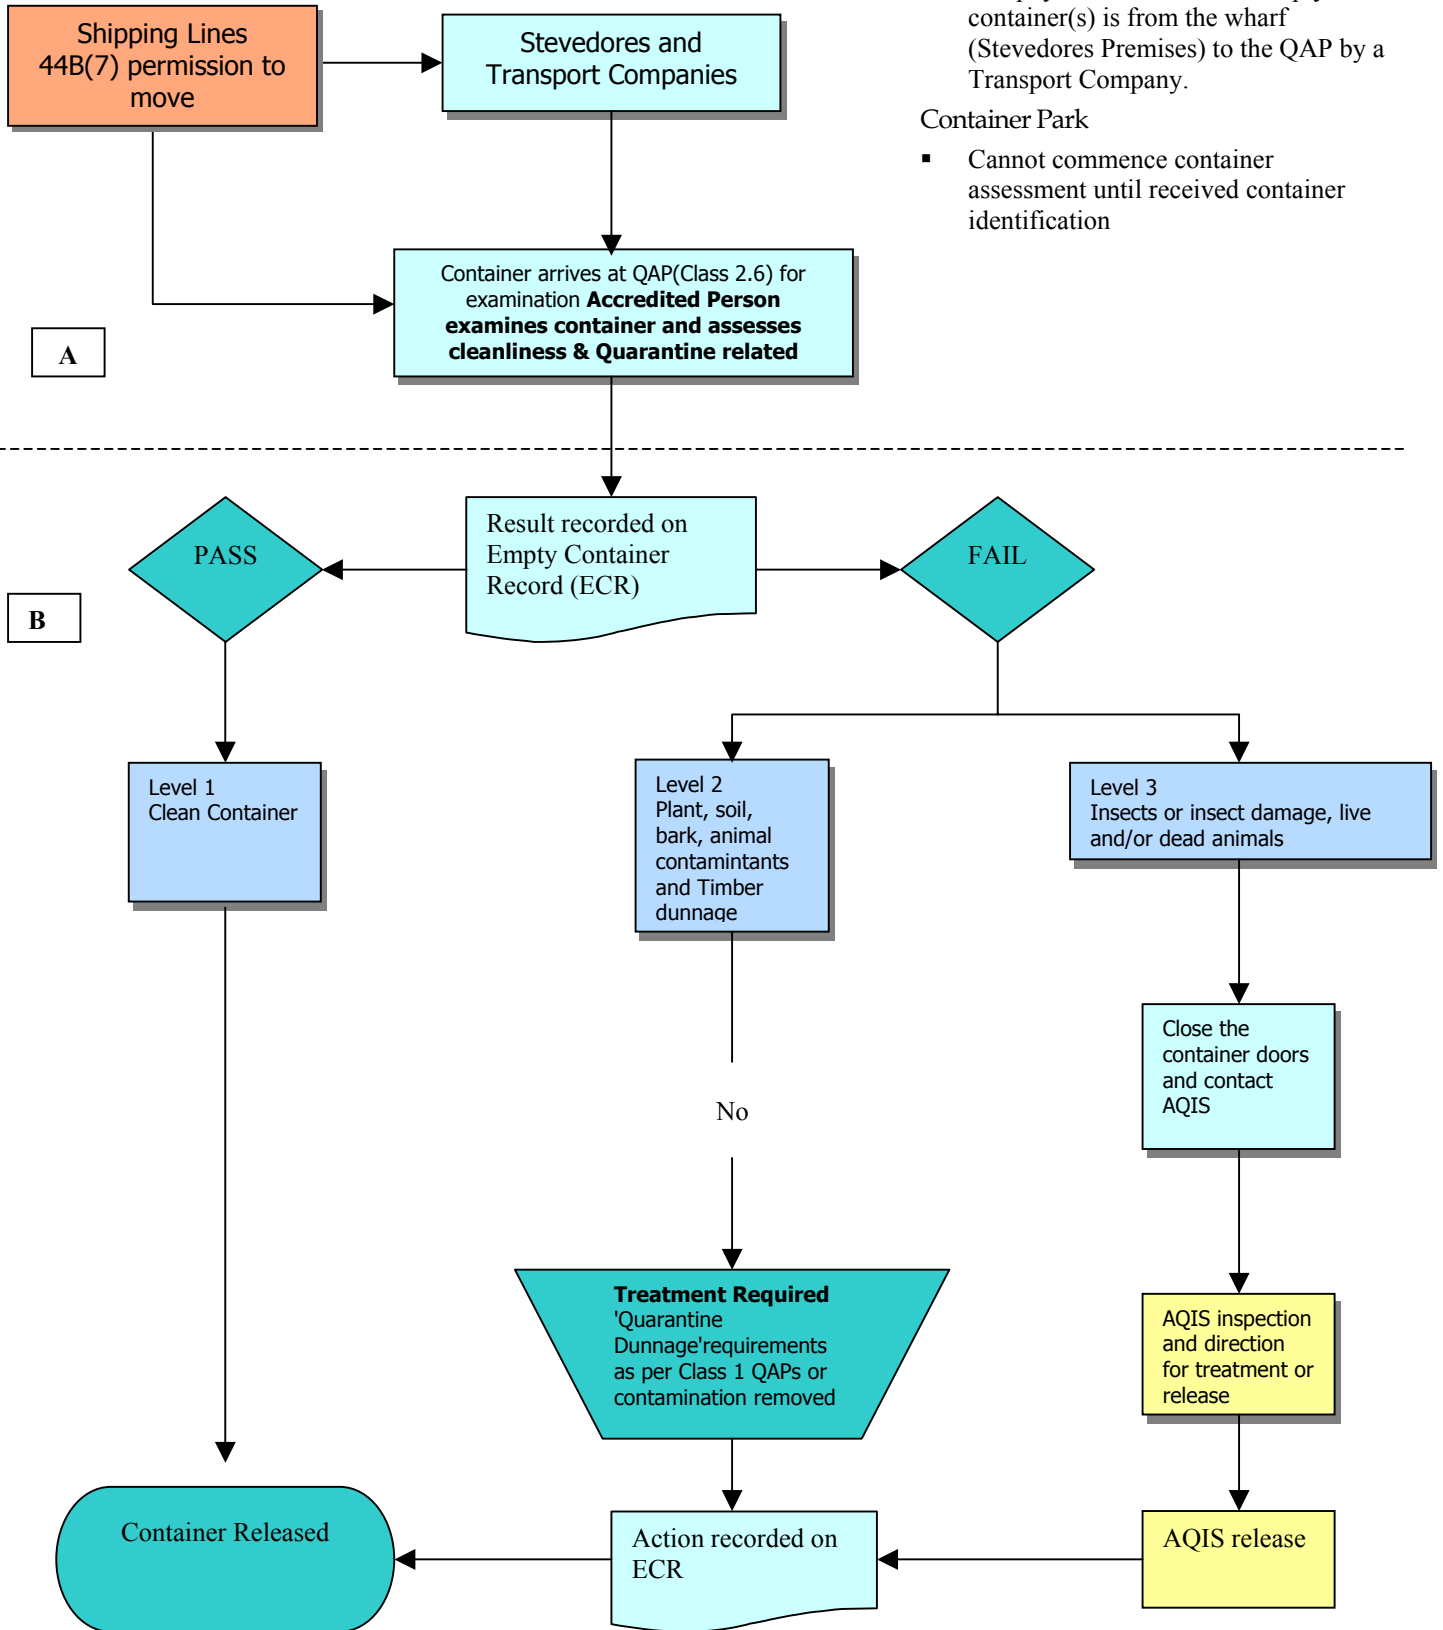 container(s) is from the wharf
(Stevedores Premises) to the QAP by a
Transport Company.
Container Park
▪ Cannot commence container
assessment until received container
identification
Shipping Lines
44B(7) permission to
move
Stevedores and
Transport Companies
Container arrives at QAP(Class 2.6) for
examination Accredited Person
examines container and assesses
cleanliness & Quarantine related
A
Result recorded on
Empty Container
Record (ECR)
PASS
FAIL
B
Level 1
Clean Container
Level 2
Plant, soil,
bark, animal
contamintants
and Timber
dunnage
Level 3
Insects or insect damage, live
and/or dead animals
Close the
container doors
and contact
AQIS
No
Treatment Required
'Quarantine
Dunnage'requirements
as per Class 1 QAPs or
contamination removed
AQIS inspection
and direction
for treatment or
release
Container Released
Action recorded on
ECR
AQIS release